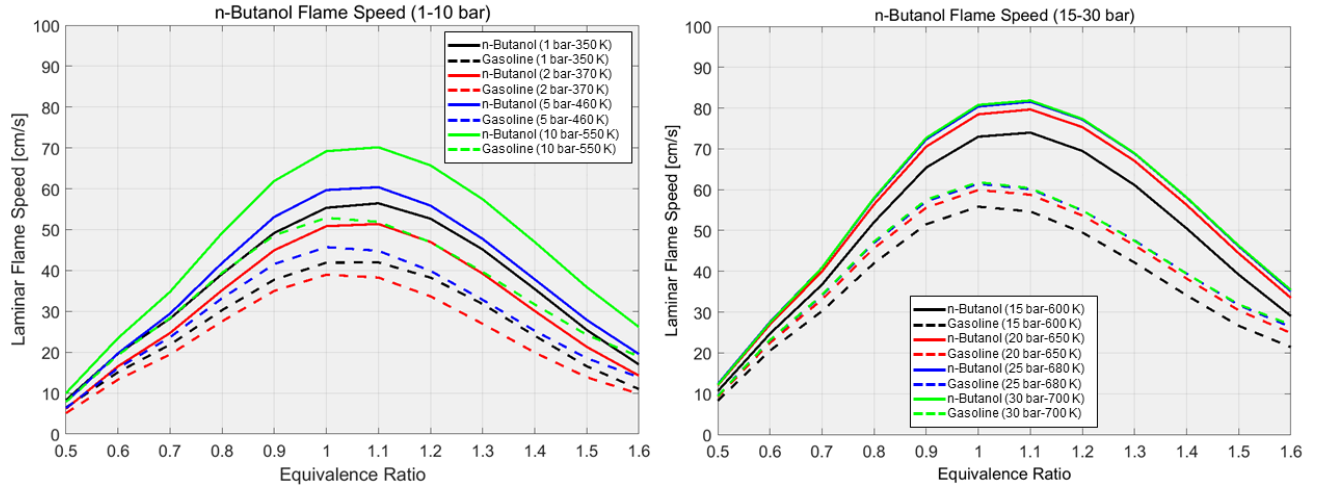 n-Butanol Flame Speed (1-10 bar)
100
90
80
70
60
50
40
30
20
10
0
Laminar Flame Speed [cm/s]
n-Butanol (1 bar-350 K)
Gasoline (1 bar-350 K)
n-Butanol (2 bar-370 K)
Gasoline (2 bar-370 K)
n-Butanol (5 bar-460 K)
Gasoline (5 bar-460 K)
n-Butanol (10 bar-550 K)
Gasoline (10 bar-550 K)
0.5 0.6 0.7 0.8 0.9 1.0 1.1 1.2 1.3 1.4 1.5 1.6
Equivalence Ratio
n-Butanol Flame Speed (15-30 bar)
100
90
80
70
60
50
40
30
20
10
0
Laminar Flame Speed [cm/s]
n-Butanol (15 bar-600 K)
Gasoline (15 bar-600 K)
n-Butanol (20 bar-650 K)
Gasoline (20 bar-650 K)
n-Butanol (25 bar-680 K)
Gasoline (25 bar-680 K)
n-Butanol (30 bar-700 K)
Gasoline (30 bar-700 K)
0.5 0.6 0.7 0.8 0.9 1 1.1 1.2 1.3 1.4 1.5 1.6
Equivalence Ratio